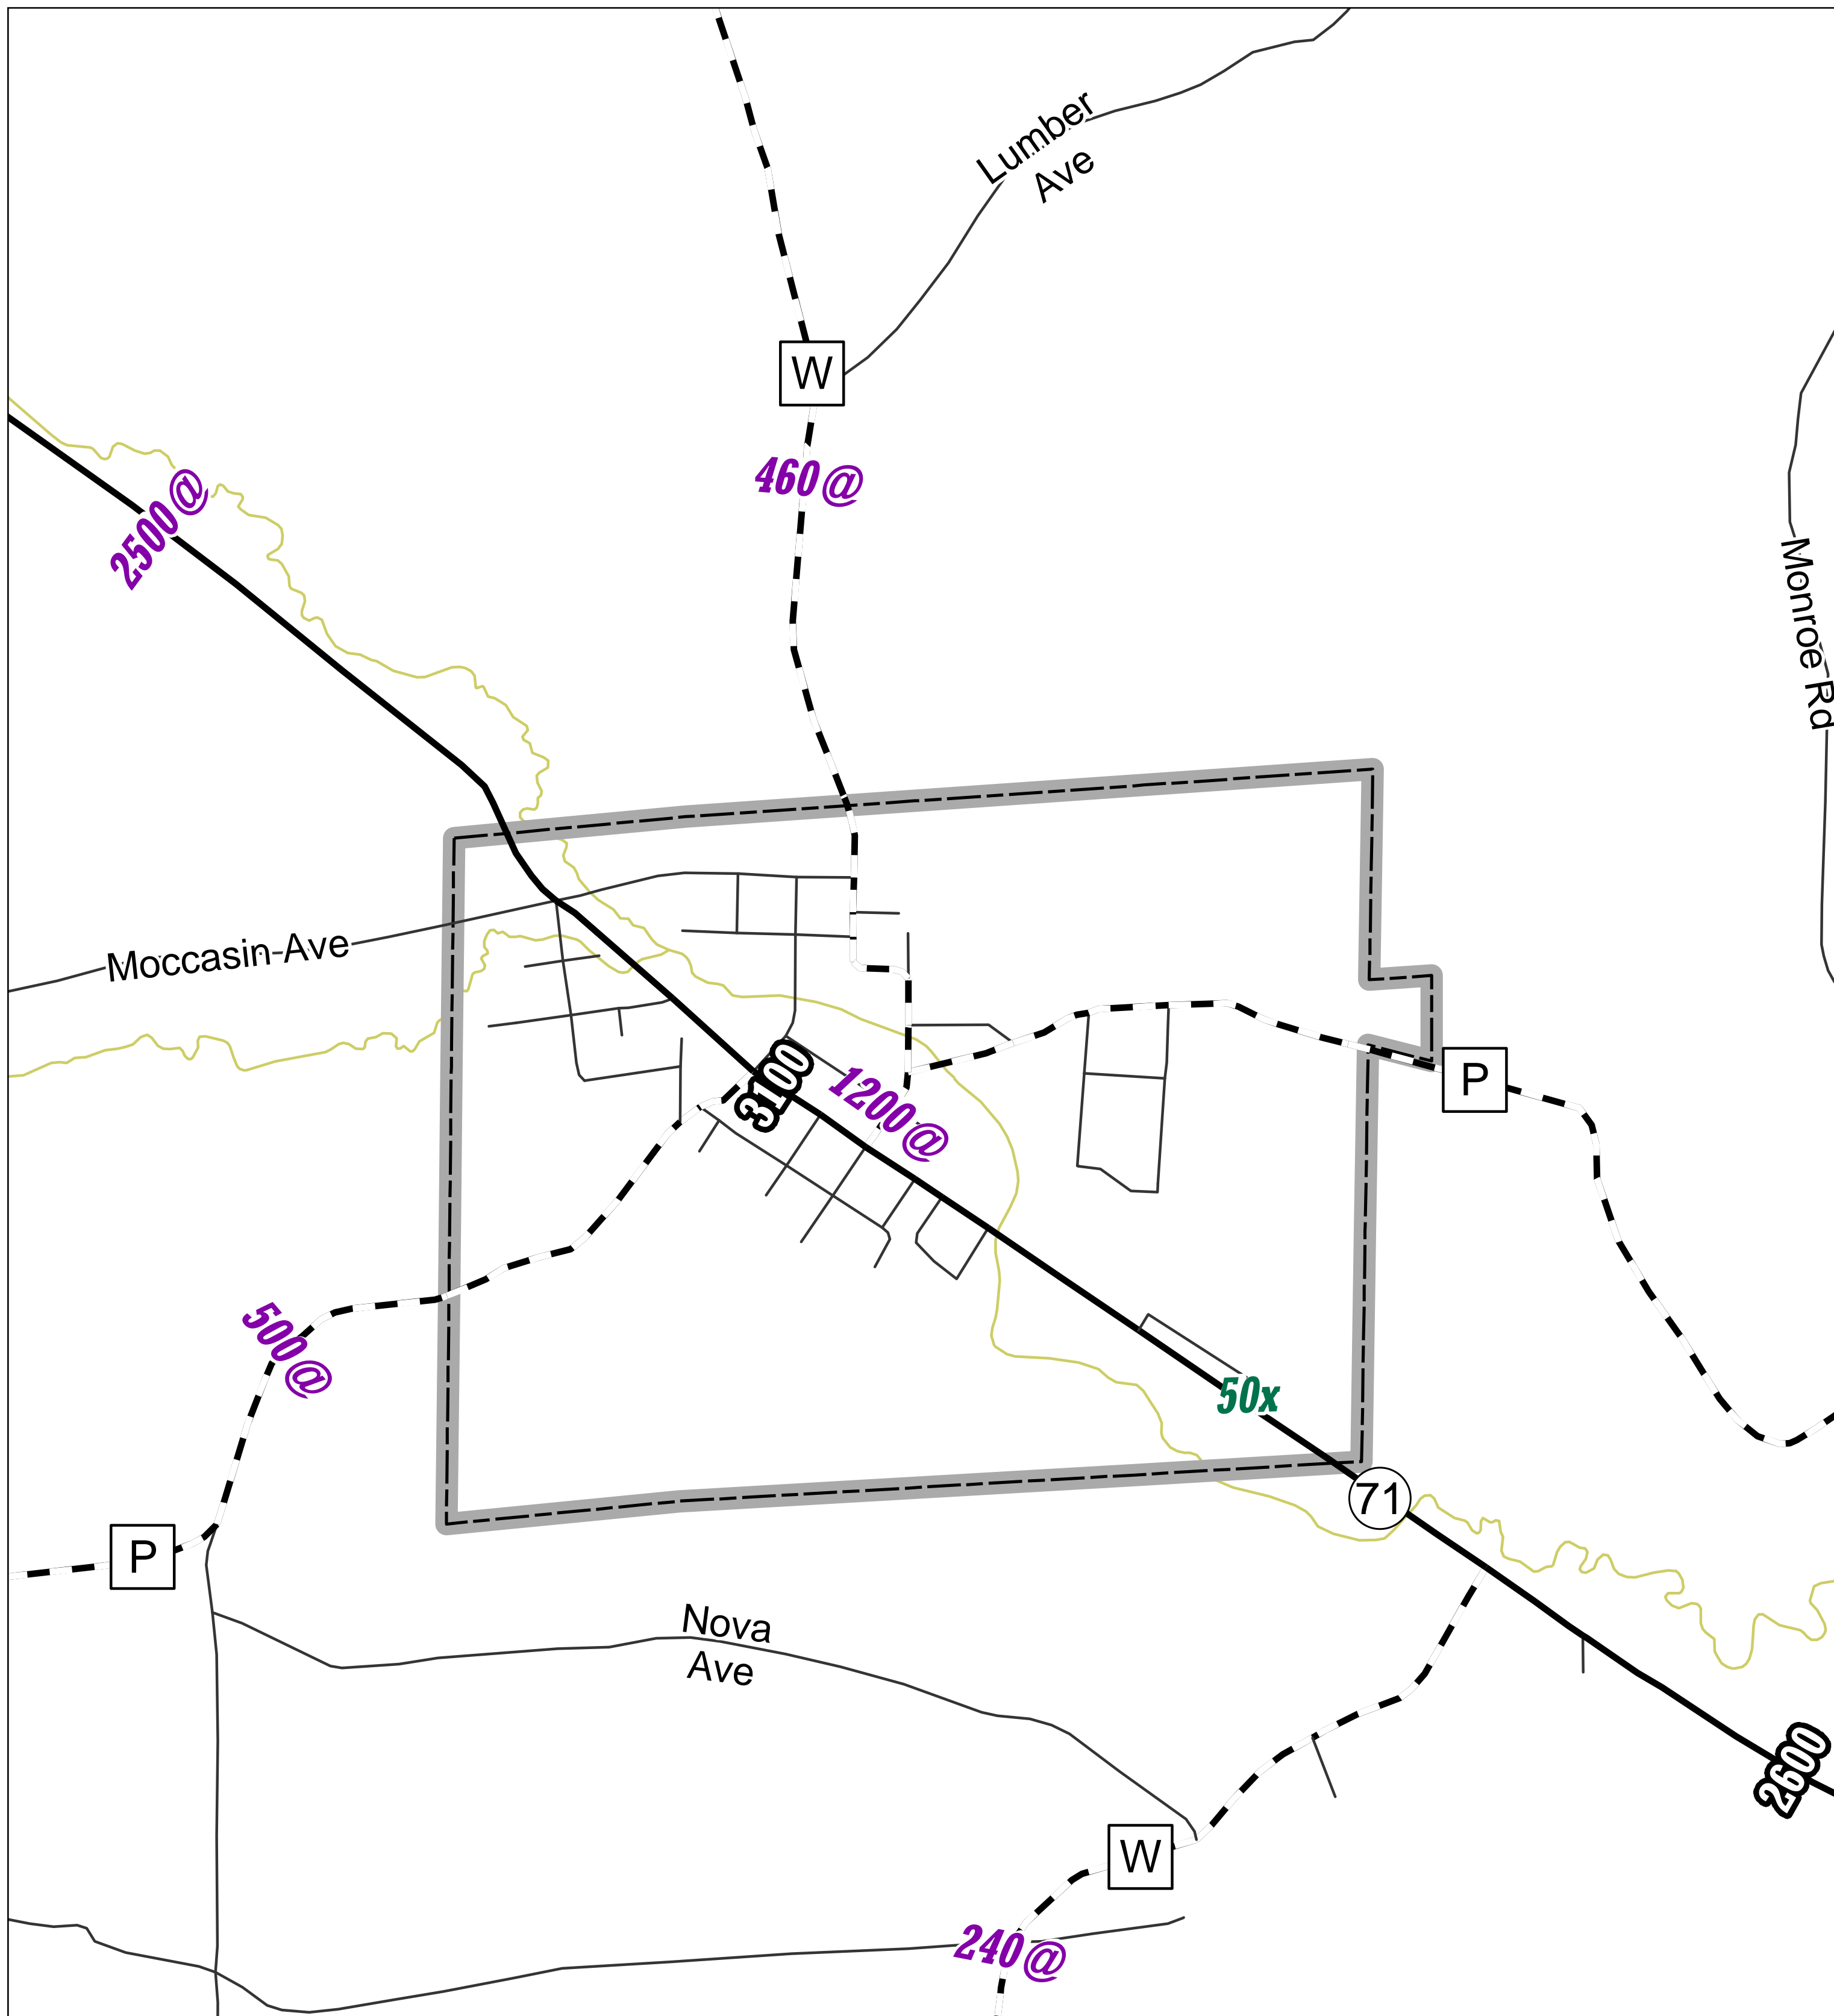 Lumber
Ave
W
460@
2500@
Monroe Rd
Moccasin Ave
3100
1200@
P
500@
50x
71
P
Nova
Ave
2600
W
240@